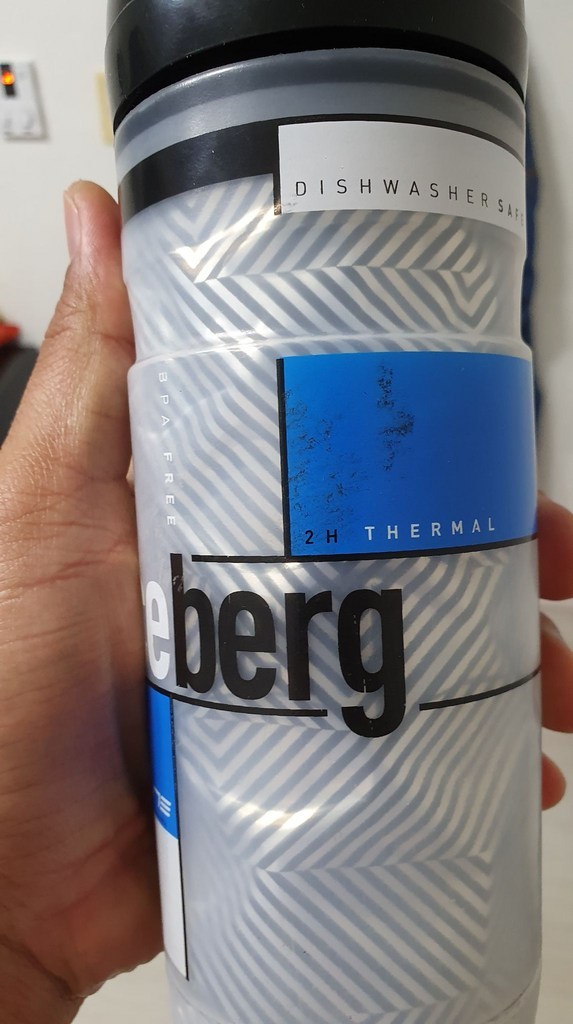 DISHWASHER SAFE
BPA FREE
2H THERMAL
eberg